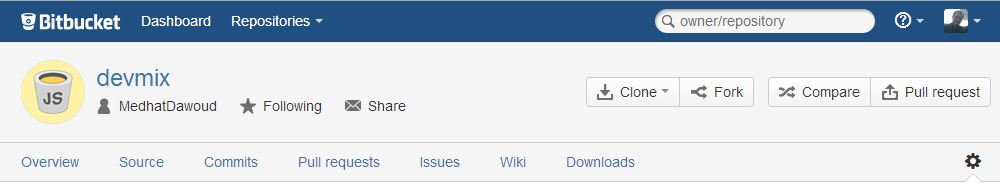 Bitbucket Dashboard Repositories owner/repository
devmix
JS
MedhatDawoud Following Share
Clone Fork Compare Pull request
Overview Source Commits Pull requests Issues Wiki Downloads